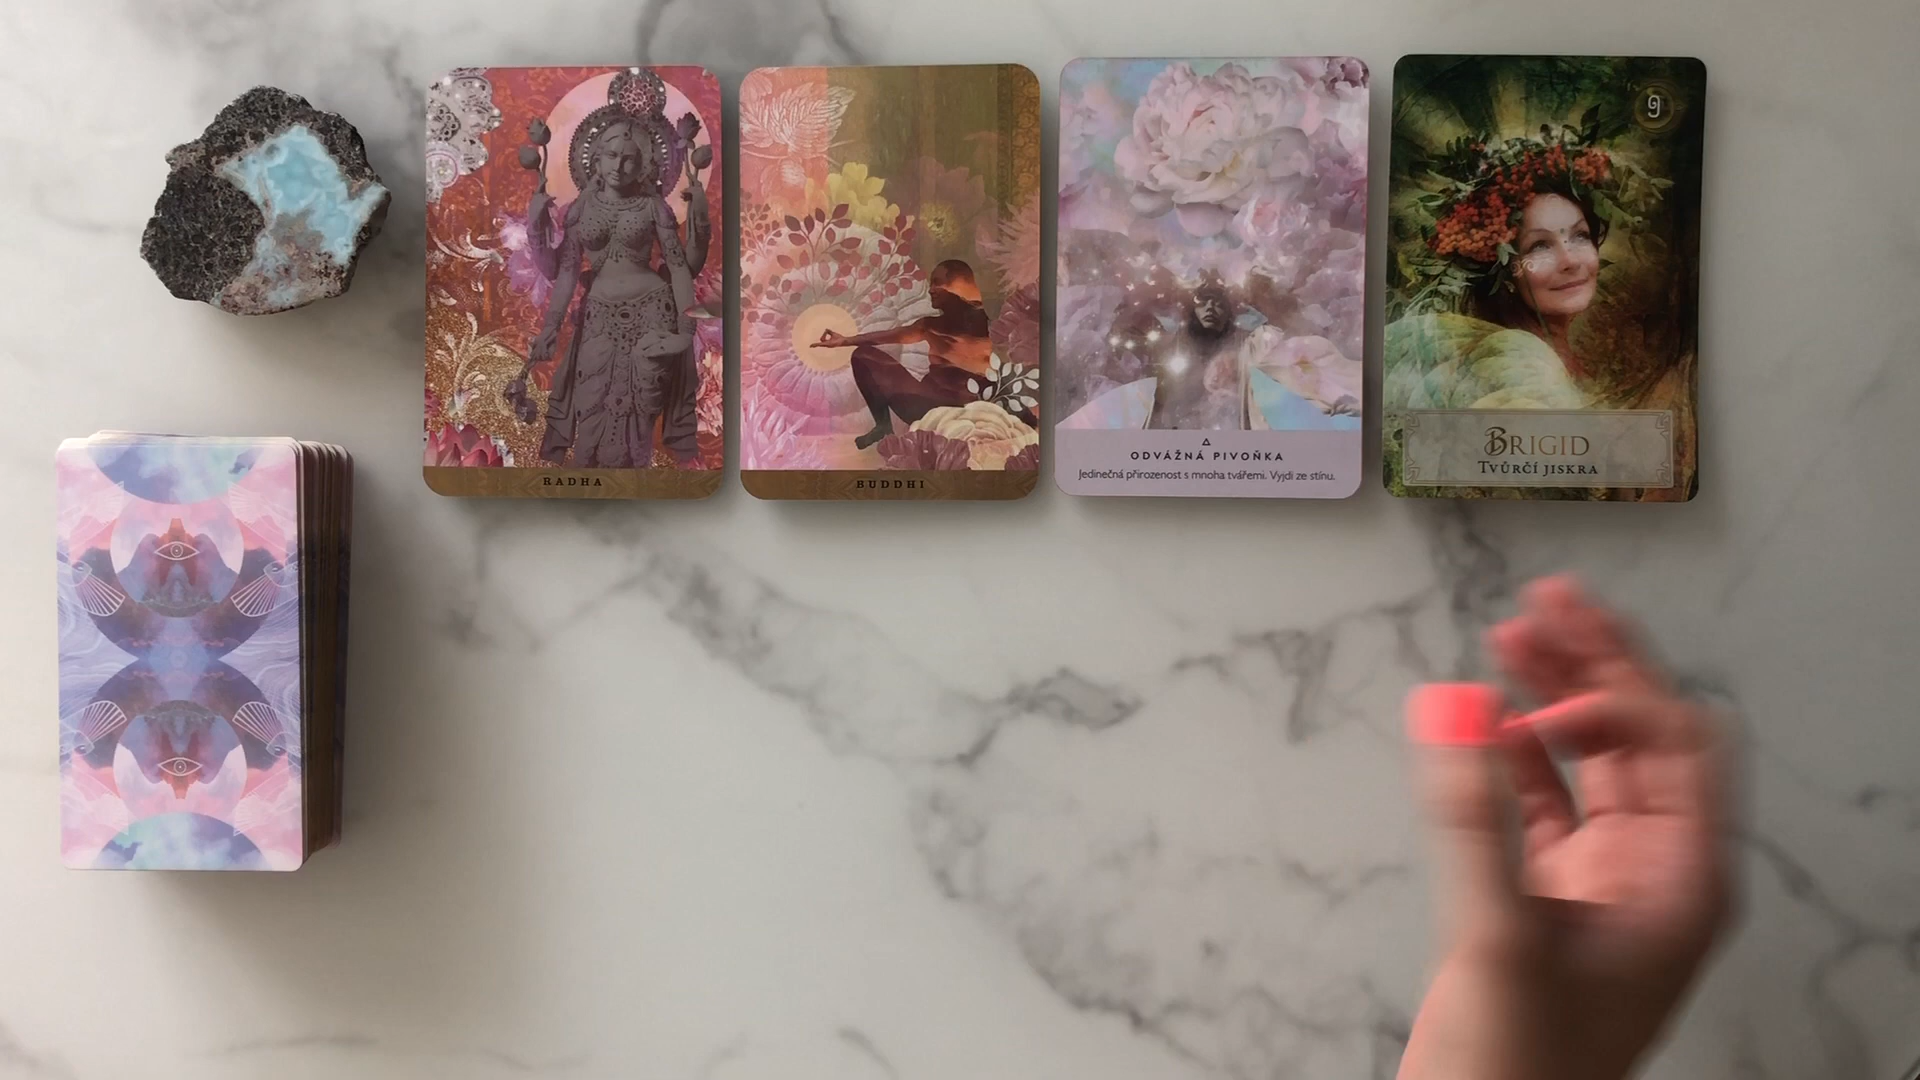 RADHA
BUDDHI
ODVÁŽNÁ PIVOŇKA
Jedinečná přirozenost s mnoha tvářemi. Vyjdi ze stínu.
9
BRIGID
TVŮRČÍ JISKRA